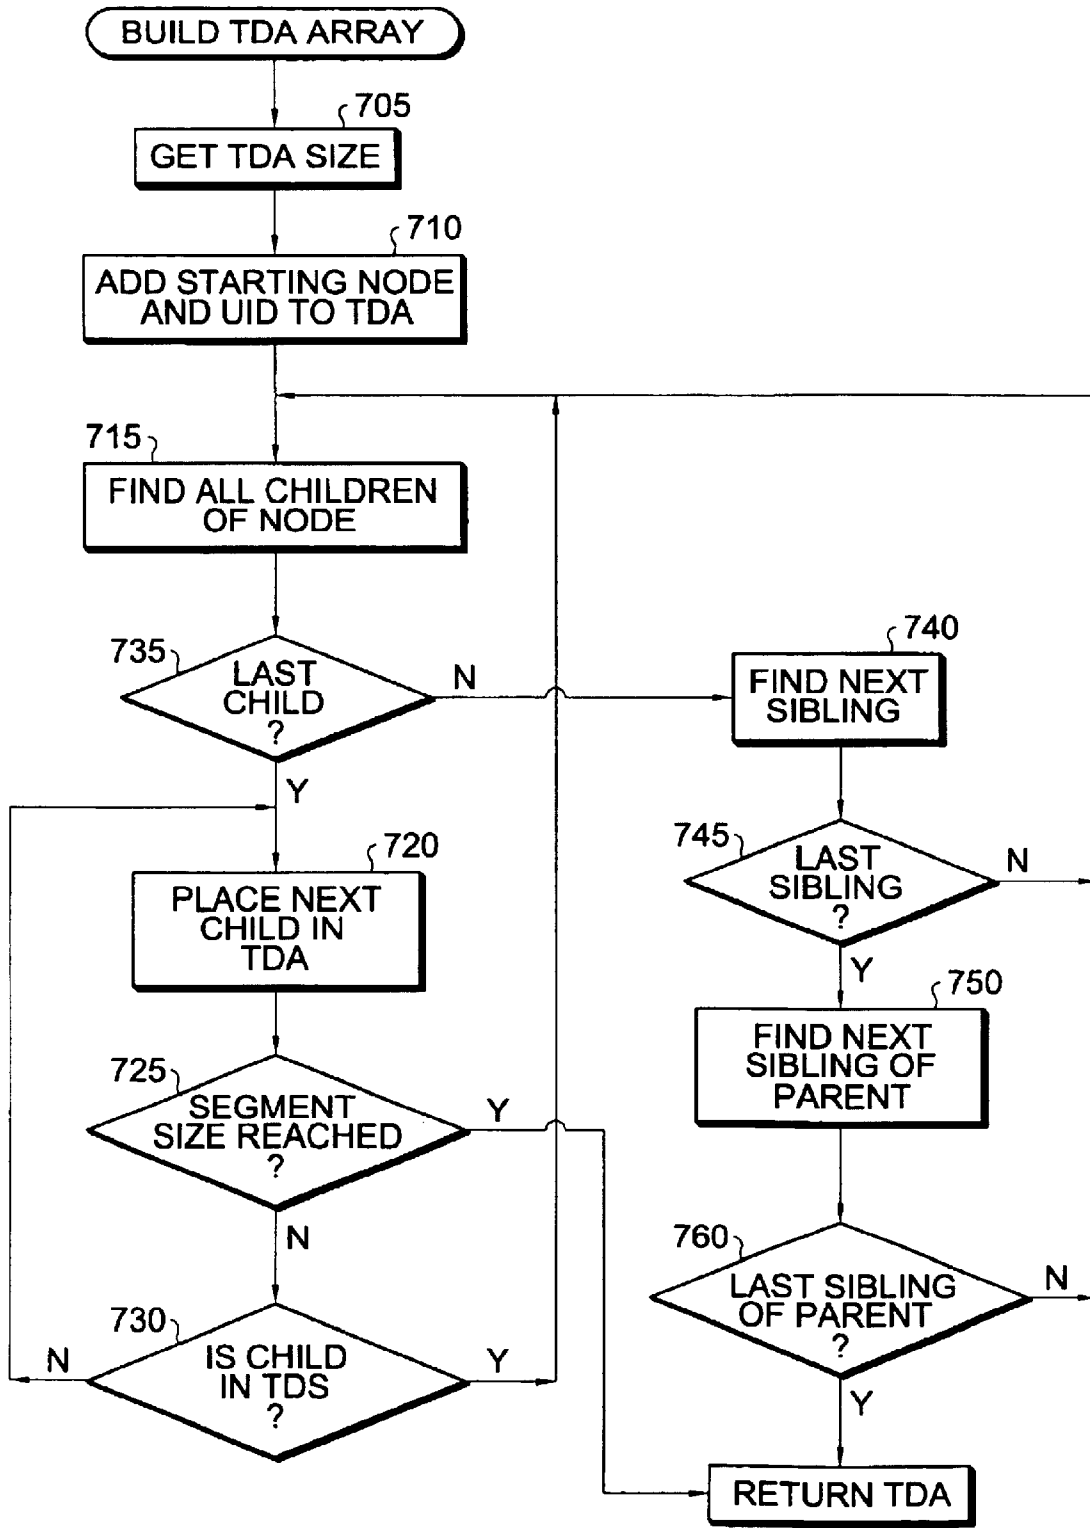 BUILD TDA ARRAY
705
GET TDA SIZE
710
ADD STARTING NODE
AND UID TO TDA
715
FIND ALL CHILDREN
OF NODE
735
LAST
CHILD
?
N
Y
740
FIND NEXT
SIBLING
745
LAST
SIBLING
?
N
Y
720
PLACE NEXT
CHILD IN
TDA
750
FIND NEXT
SIBLING OF
PARENT
725
SEGMENT
SIZE REACHED
?
Y
N
760
LAST SIBLING
OF PARENT
?
N
Y
730
IS CHILD
IN TDS
?
N
Y
RETURN TDA